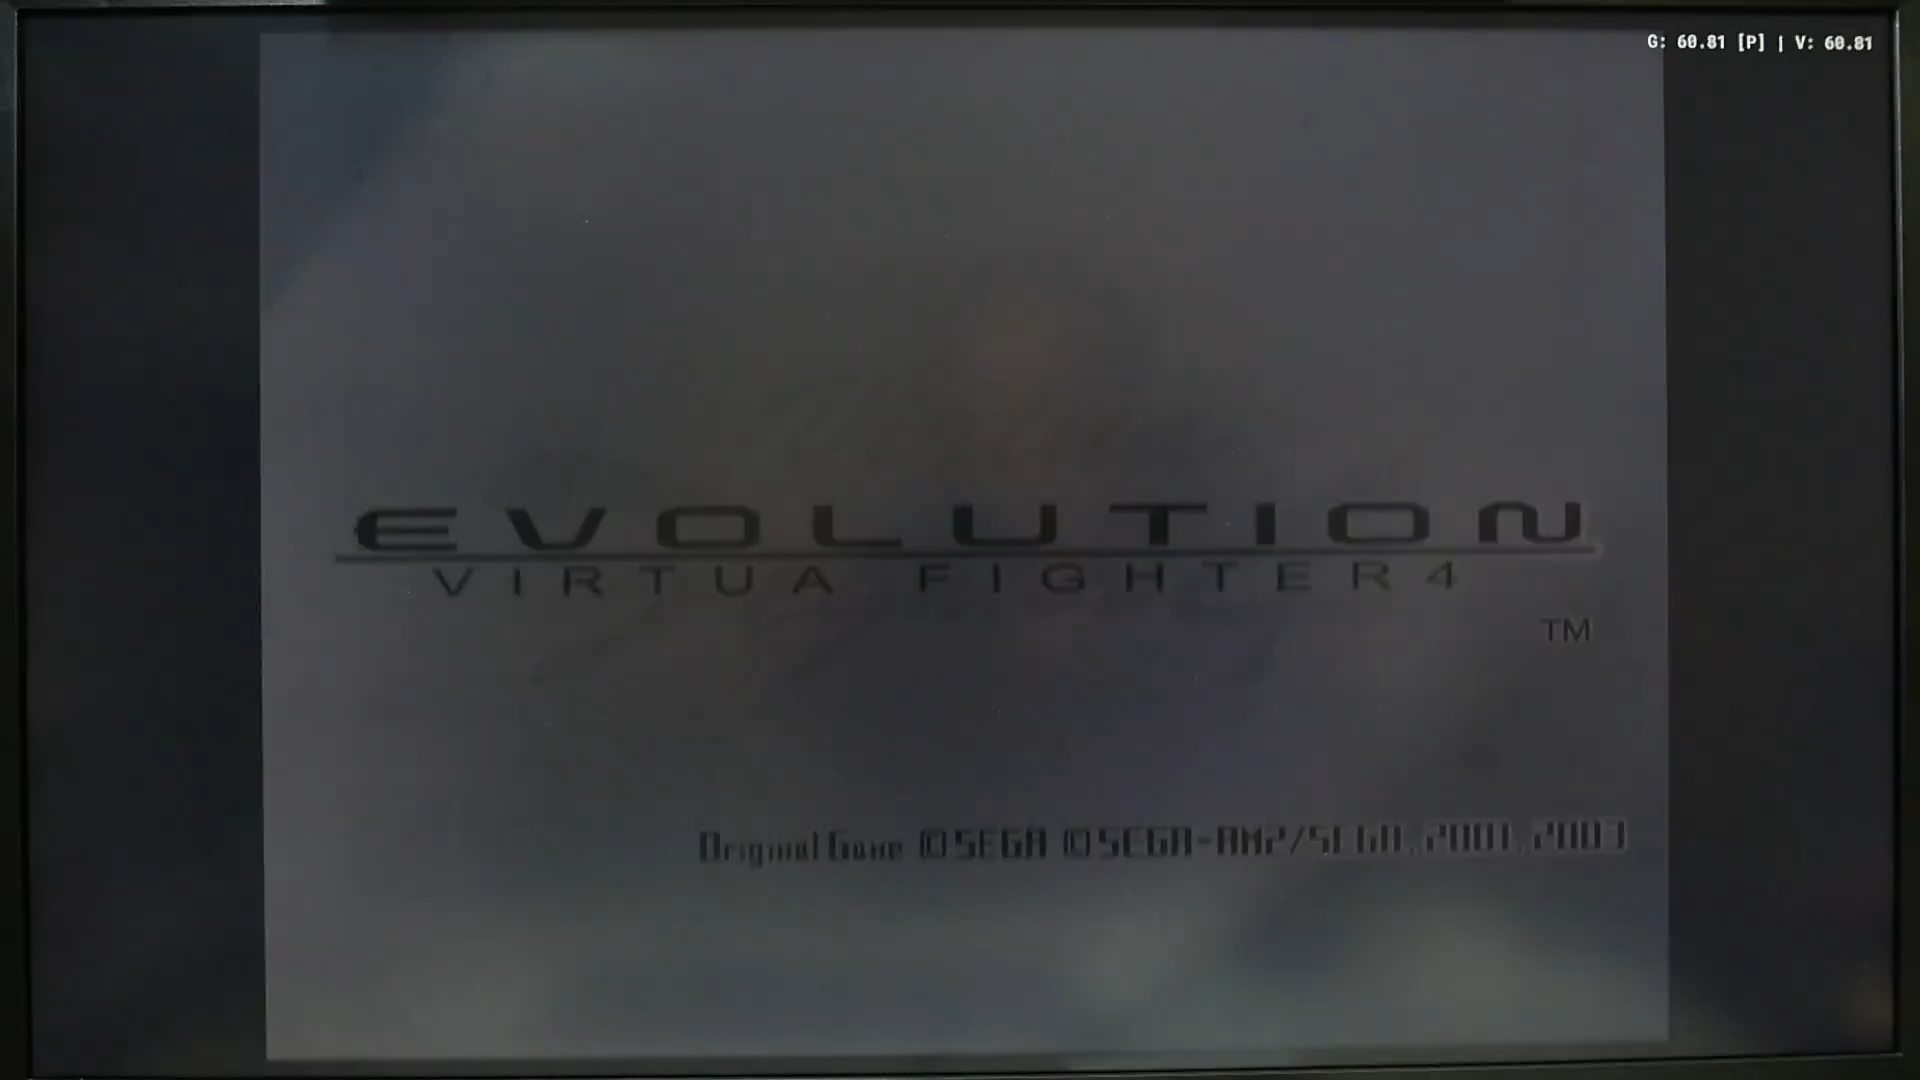 G: 60.81 [P] | V: 60.81
EVOLUTION
VIRTUA FIGHTER4
TM
Original Game ©SEGA ©SEGA-AM2/SEGA,2001,2003